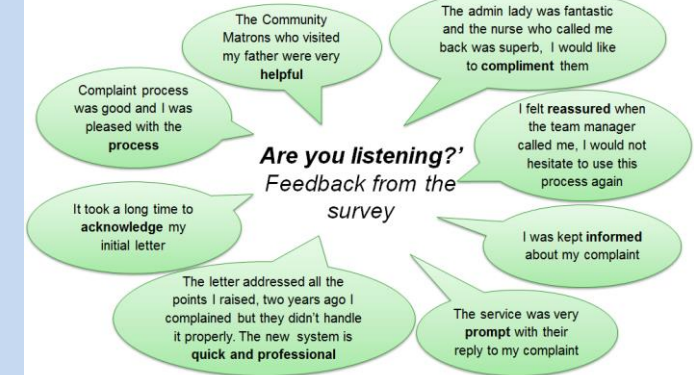 The Community
Matrons who visited
my father were very
helpful
The admin lady was fantastic
and the nurse who called me
back was superb, I would like
to compliment them
Complaint process
was good and I was
pleased with the
process
I felt reassured when
the team manager
called me, I would not
hesitate to use this
process again
Are you listening?’
Feedback from the
survey
It took a long time to
acknowledge my
initial letter
I was kept informed
about my complaint
The letter addressed all the
points I raised, two years ago I
complained but they didn’t handle
it properly. The new system is
quick and professional
The service was very
prompt with their
reply to my complaint